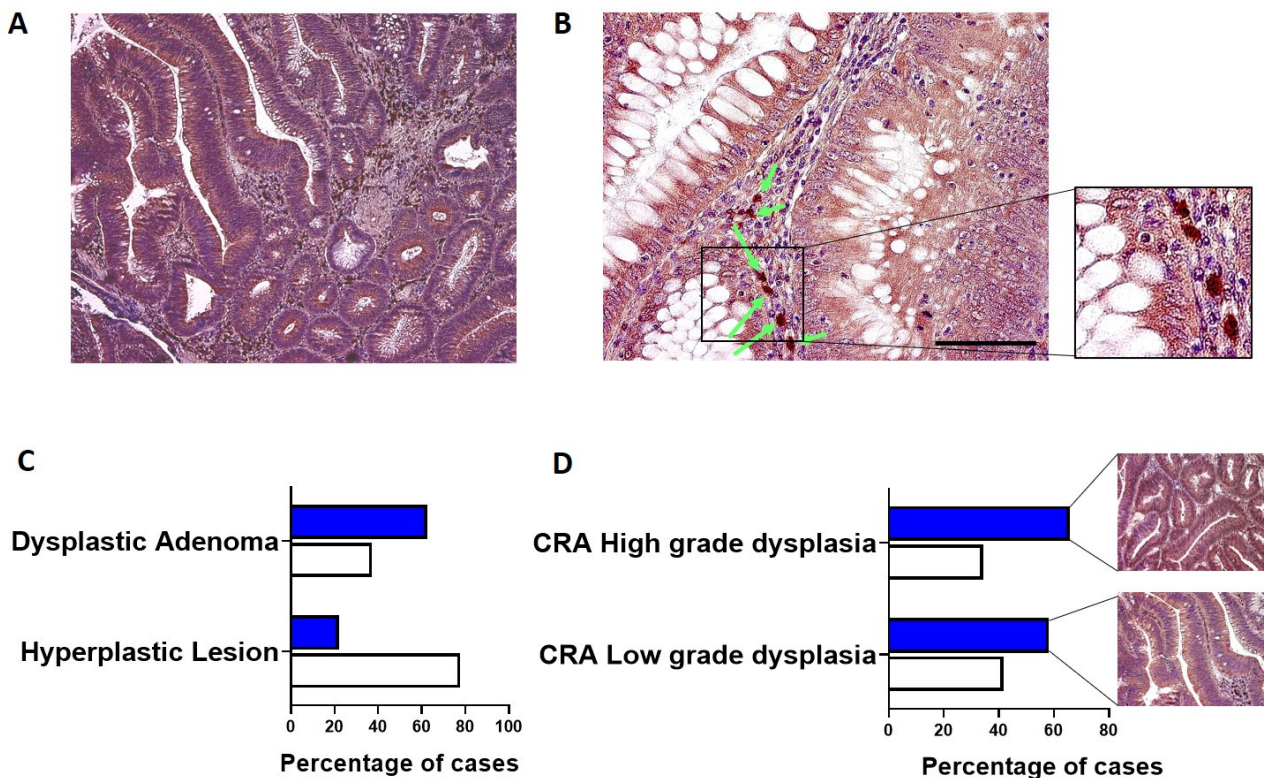 A
B
C
Dysplastic Adenoma
Hyperplastic Lesion
0 20 40 60 80 100
Percentage of cases
D
CRA High grade dysplasia
CRA Low grade dysplasia
0 20 40 60 80
Percentage of cases